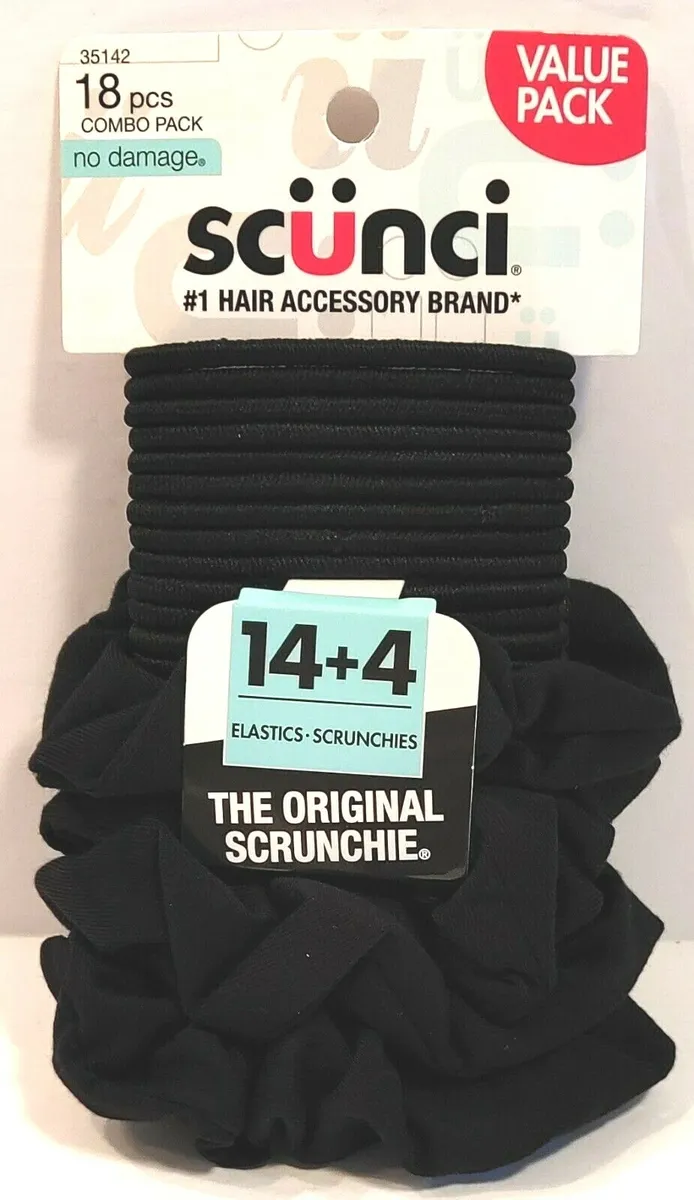 35142
18 pcs
COMBO PACK
no damage®
VALUE
PACK
scünci®
#1 HAIR ACCESSORY BRAND*
14+4
ELASTICS · SCRUNCHIES
THE ORIGINAL
SCRUNCHIE®